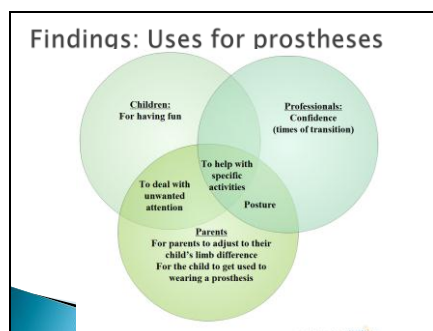 Findings: Uses for prostheses
Children:
For having fun
Professionals:
Confidence
(times of transition)
To help with
specific
activities
To deal with
unwanted
attention
Posture
Parents
For parents to adjust to their
child's limb difference
For the child to get used to
wearing a prosthesis